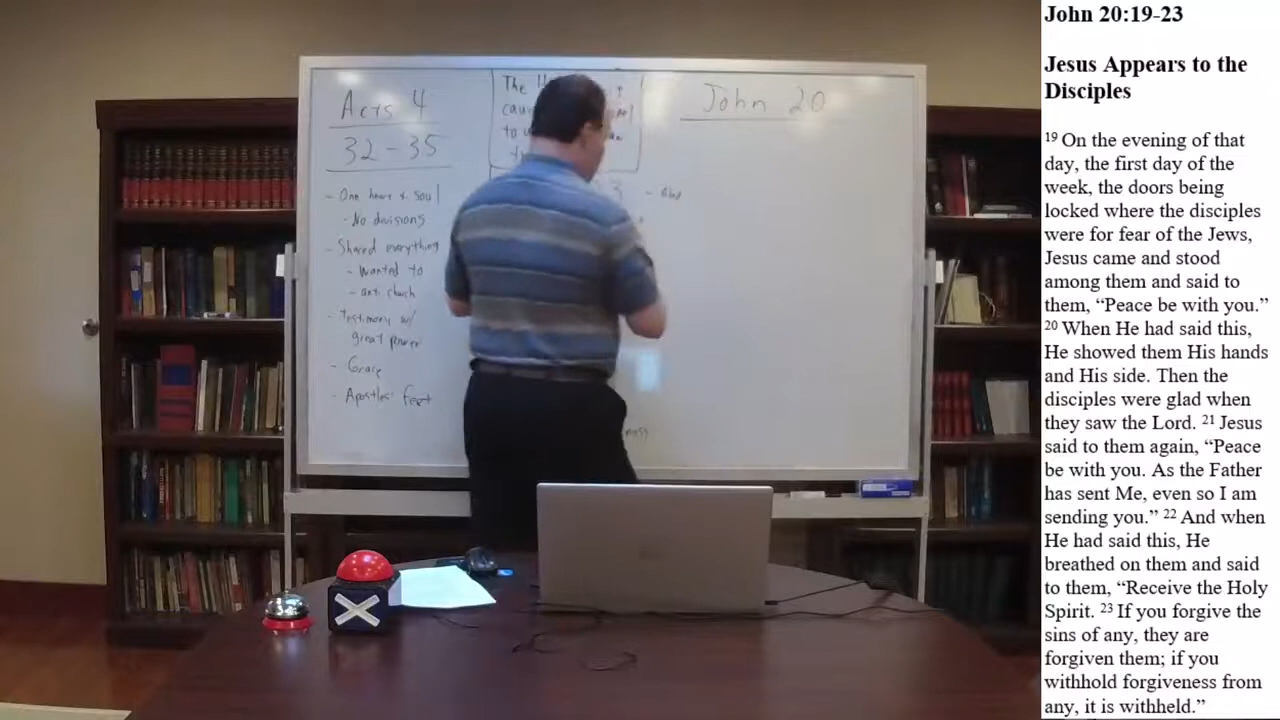 Acts 4
32-35
- One heart & soul
- No divisions
- Shared everything
- Wanted to
- anti church
- Testimony w/
great power
- Grace
- Apostles' feet
The
to
John 20
- Glad
John 20:19-23
Jesus Appears to the
Disciples
19 On the evening of that
day, the first day of the
week, the doors being
locked where the disciples
were for fear of the Jews,
Jesus came and stood
among them and said to
them, “Peace be with you.”
20 When He had said this,
He showed them His hands
and His side. Then the
disciples were glad when
they saw the Lord. 21 Jesus
said to them again, “Peace
be with you. As the Father
has sent Me, even so I am
sending you.” 22 And when
He had said this, He
breathed on them and said
to them, “Receive the Holy
Spirit. 23 If you forgive the
sins of any, they are
forgiven them; if you
withhold forgiveness from
any, it is withheld.”